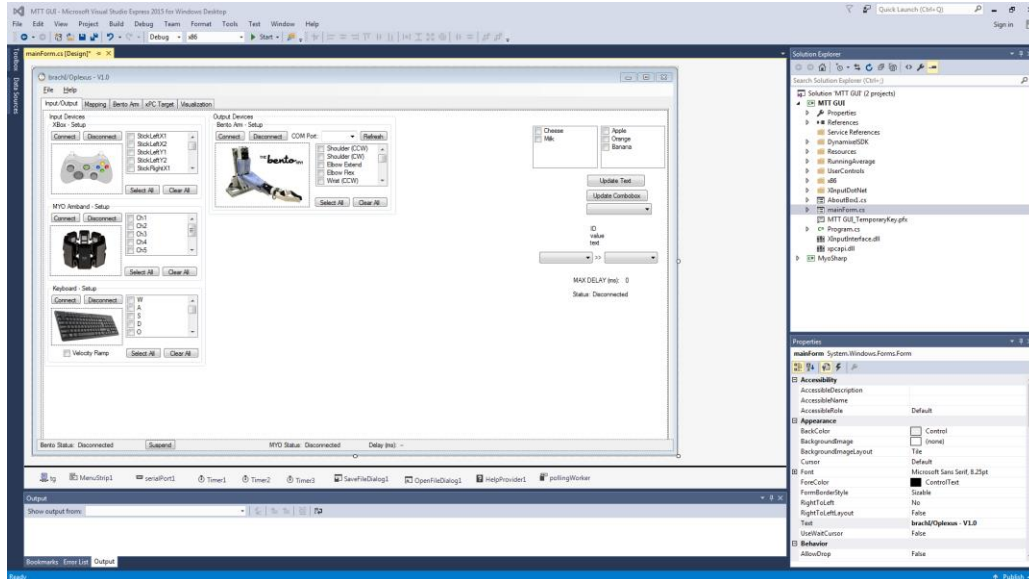 MTT GUI - Microsoft Visual Studio Express 2015 for Windows Desktop
Quick Launch (Ctrl+Q)
File Edit View Project Build Debug Team Format Tools Test Window Help
Sign in
Debug x86 Start
Toolbox
Data Sources
mainForm.cs [Design]*
brachI/Oplexus - V1.0
File Help
Input/Output Mapping Bento Arm xPC Target Visualization
Input Devices
XBox - Setup
Connect Disconnect
StickLeftX1
StickLeftX2
StickLeftY1
StickLeftY2
StickRightX1
Select All Clear All
MYO Armband - Setup
Connect Disconnect
Ch1
Ch2
Ch3
Ch4
Ch5
Select All Clear All
Keyboard - Setup
Connect Disconnect
W
A
S
D
O
Velocity Ramp Select All Clear All
Output Devices
Bento Arm - Setup
Connect Disconnect COM Port: Refresh
bento
Shoulder (CCW)
Shoulder (CW)
Elbow Extend
Elbow Flex
Wrist (CCW)
Select All Clear All
Cheese
Milk
Apple
Orange
Banana
Update Text
Update Combobox
ID
value
text
>>
MAX DELAY (ms): 0
Status: Disconnected
Bento Status: Disconnected Suspend MYO Status: Disconnected Delay (ms): --
tg MenuStrip1 serialPort1 Timer1 Timer2 Timer3 SaveFileDialog1 OpenFileDialog1 HelpProvider1 pollingWorker
Output
Show output from:
Bookmarks Error List Output
Ready
Publish
Solution Explorer
Search Solution Explorer (Ctrl+;)
Solution 'MTT GUI' (2 projects)
MTT GUI
Properties
References
Service References
DynamixelSDK
Resources
RunningAverage
UserControls
x86
XInputDotNet
AboutBox1.cs
mainForm.cs
MTT GUI_TemporaryKey.pfx
Program.cs
XInputInterface.dll
xpcapi.dll
MyoSharp
Properties
mainForm System.Windows.Forms.Form
Accessibility
AccessibleDescription
AccessibleName
AccessibleRole Default
Appearance
BackColor Control
BackgroundImage (none)
BackgroundImageLayout Tile
Cursor Default
Font Microsoft Sans Serif, 8.25pt
ForeColor ControlText
FormBorderStyle Sizable
RightToLeft No
RightToLeftLayout False
Text brachI/Oplexus - V1.0
UseWaitCursor False
Behavior
AllowDrop False